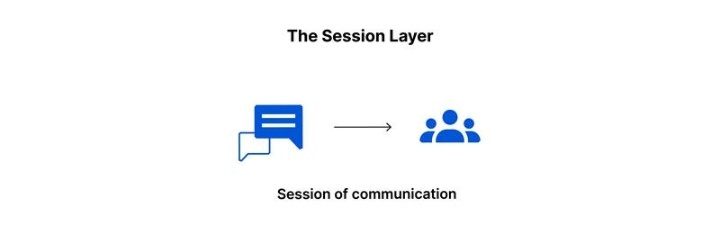 The Session Layer
Session of communication